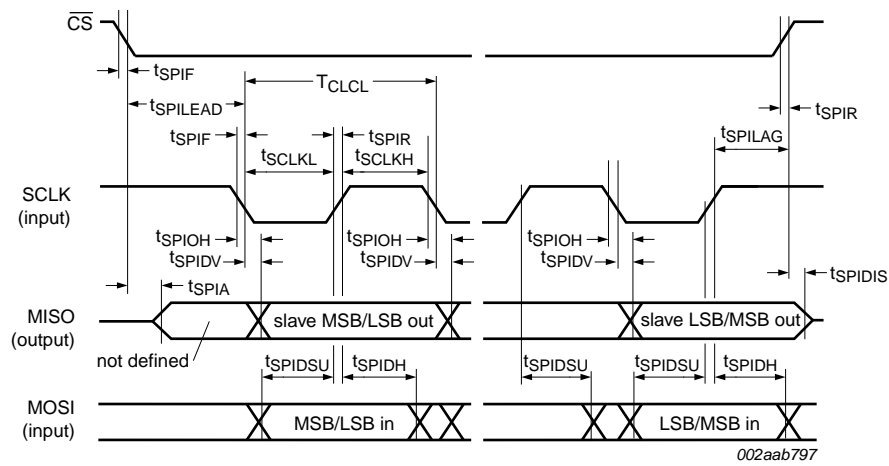 CS
tSPIF
TCLCL
tSPILEAD
tSPIR
tSPIF
tSPIR
tSPILAG
tSCLKL
tSCLKH
SCLK
(input)
tSPIOH
tSPIOH
tSPIOH
tSPIDV
tSPIDV
tSPIDV
tSPIA
tSPIDIS
MISO
(output)
slave MSB/LSB out
slave LSB/MSB out
not defined
tSPIDSU
tSPIDH
tSPIDSU
tSPIDSU
tSPIDH
MOSI
(input)
MSB/LSB in
LSB/MSB in
002aab797